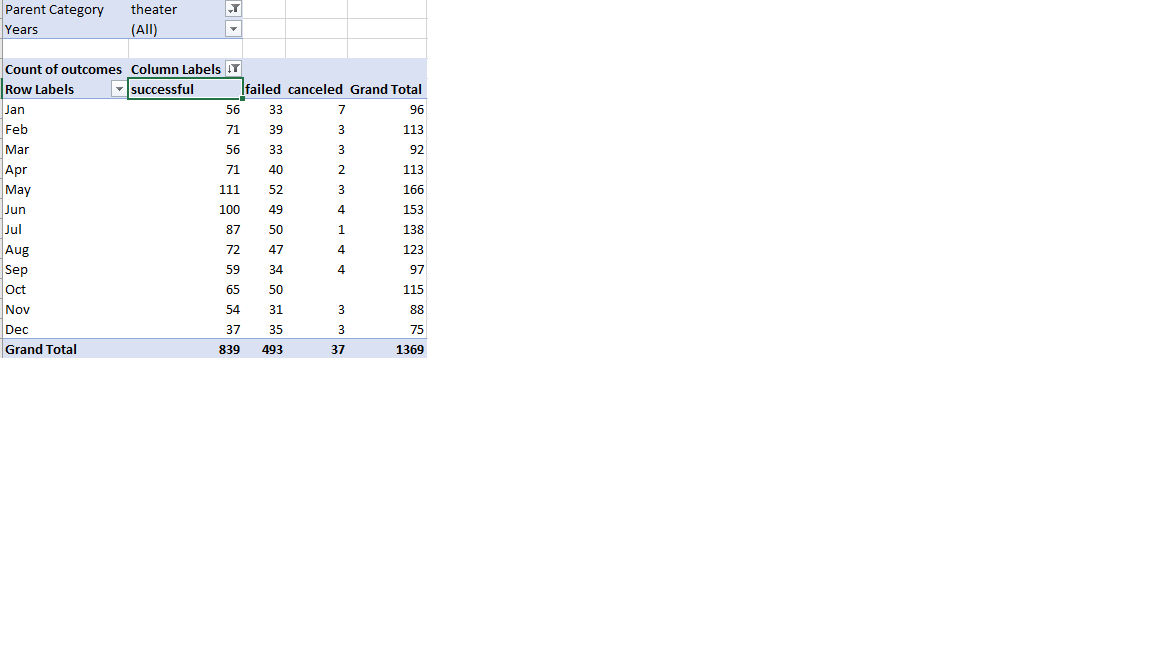 Parent Category theater
Years (All)
Count of outcomes Column Labels
Row Labels successful failed canceled Grand Total
Jan 56 33 7 96
Feb 71 39 3 113
Mar 56 33 3 92
Apr 71 40 2 113
May 111 52 3 166
Jun 100 49 4 153
Jul 87 50 1 138
Aug 72 47 4 123
Sep 59 34 4 97
Oct 65 50 115
Nov 54 31 3 88
Dec 37 35 3 75
Grand Total 839 493 37 1369